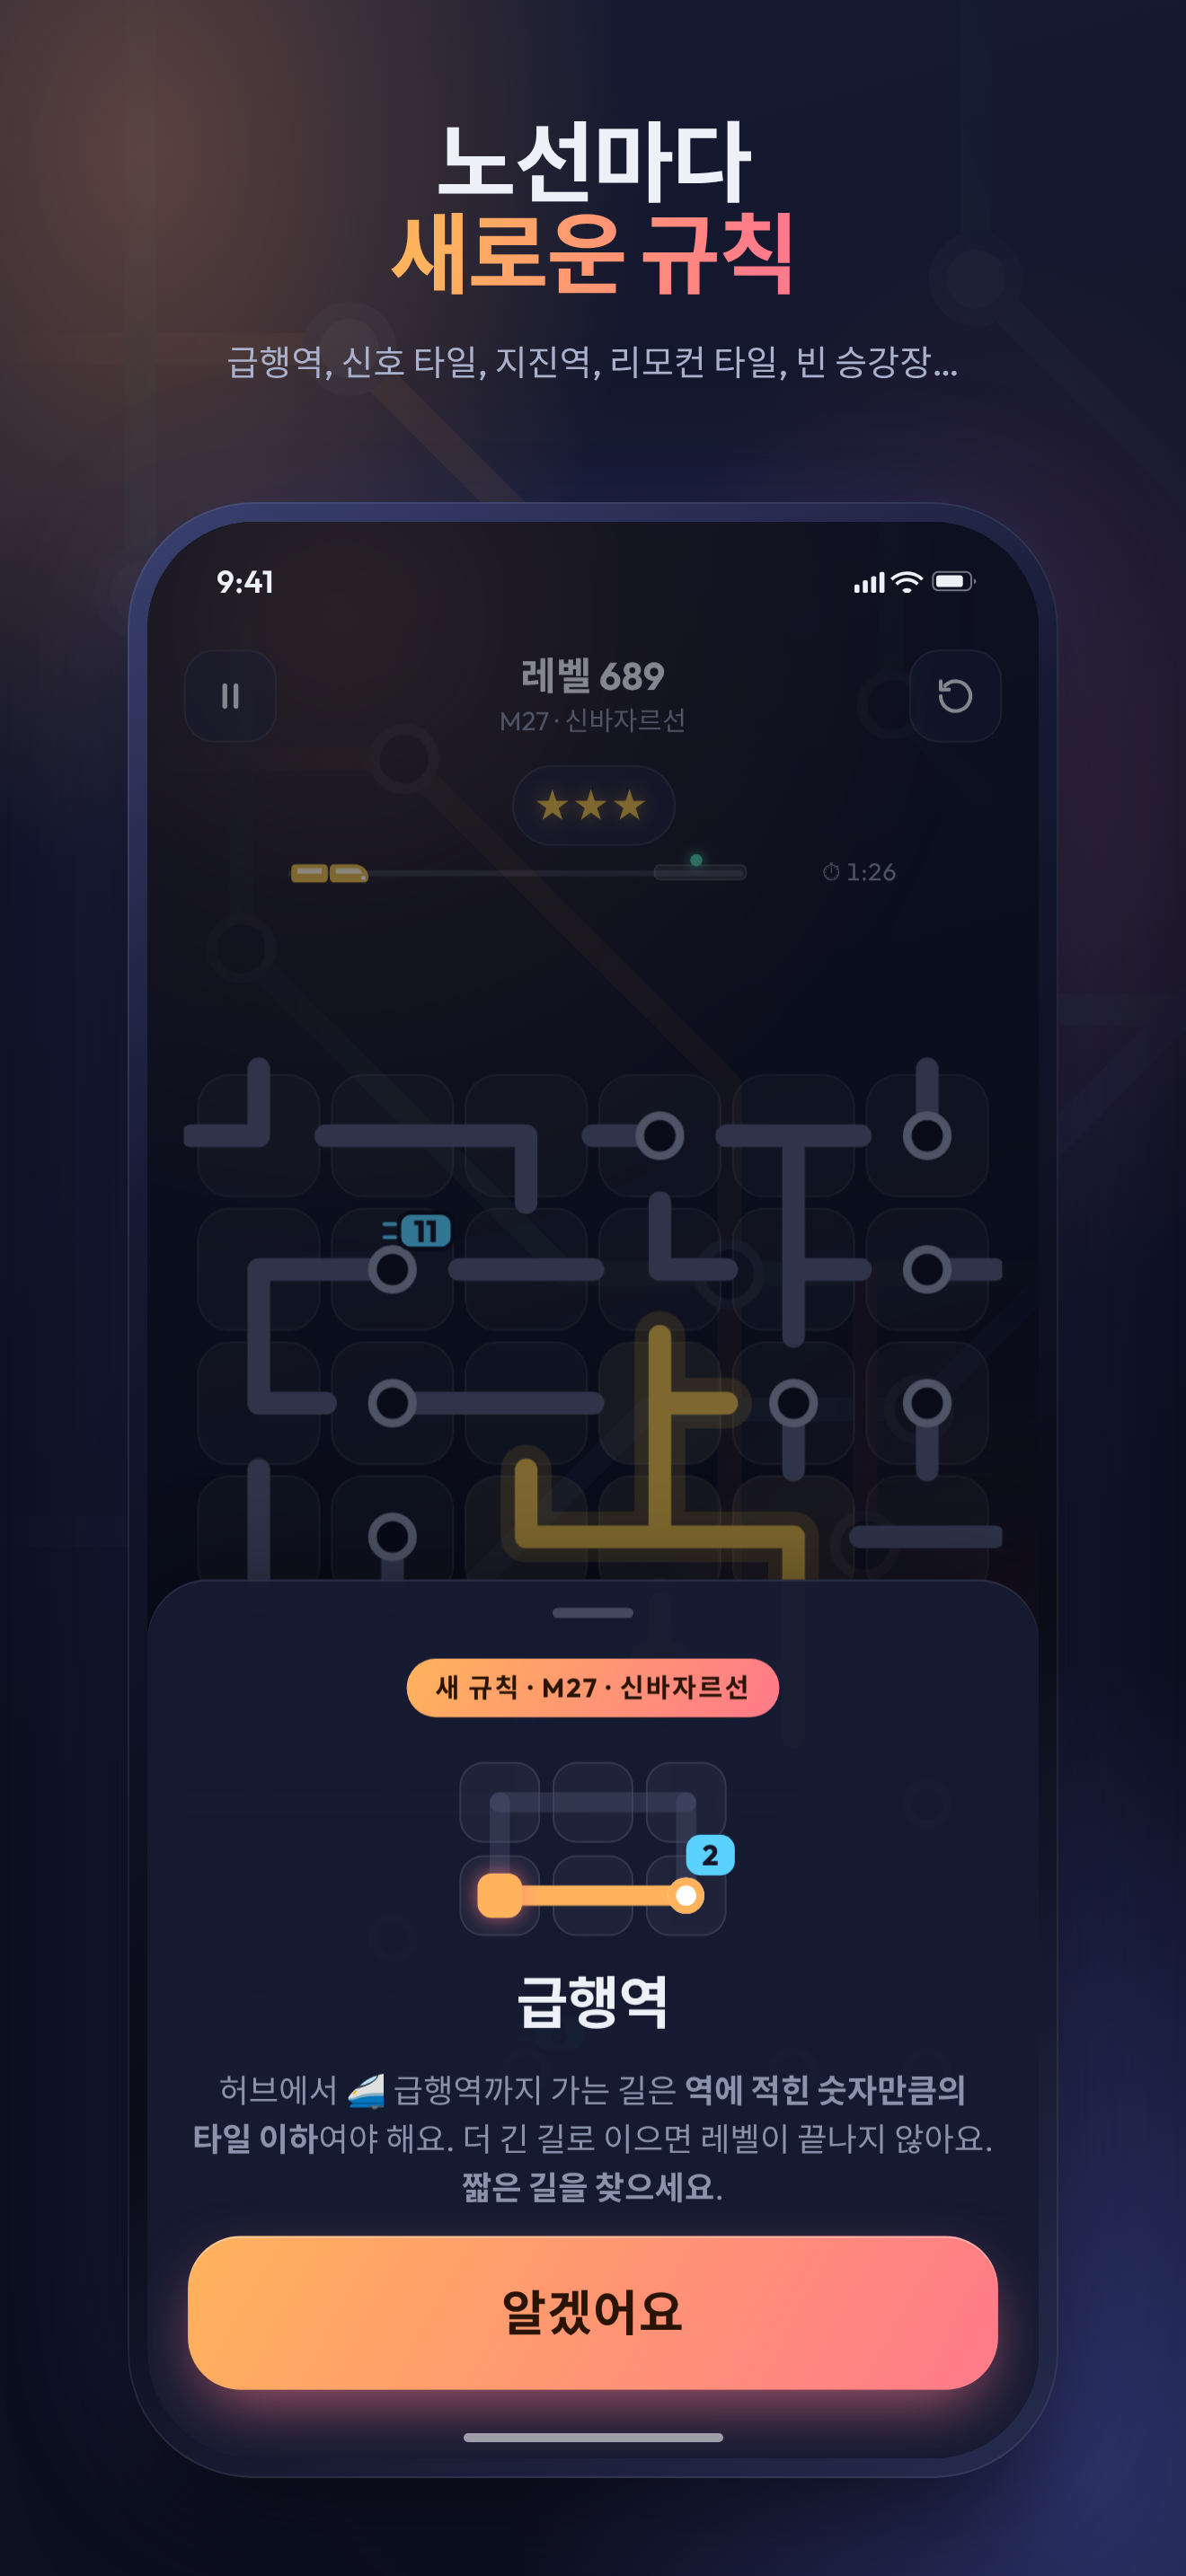 노선마다
새로운 규칙
급행역, 신호 타일, 지진역, 리모컨 타일, 빈 승강장...
9:41
레벨 689
M27 · 신바자르선
★★★
⏱ 1:26
11
새 규칙 · M27 · 신바자르선
2
급행역
허브에서 🚄 급행역까지 가는 길은 역에 적힌 숫자만큼의
타일 이하여야 해요. 더 긴 길로 이으면 레벨이 끝나지 않아요.
짧은 길을 찾으세요.
알겠어요